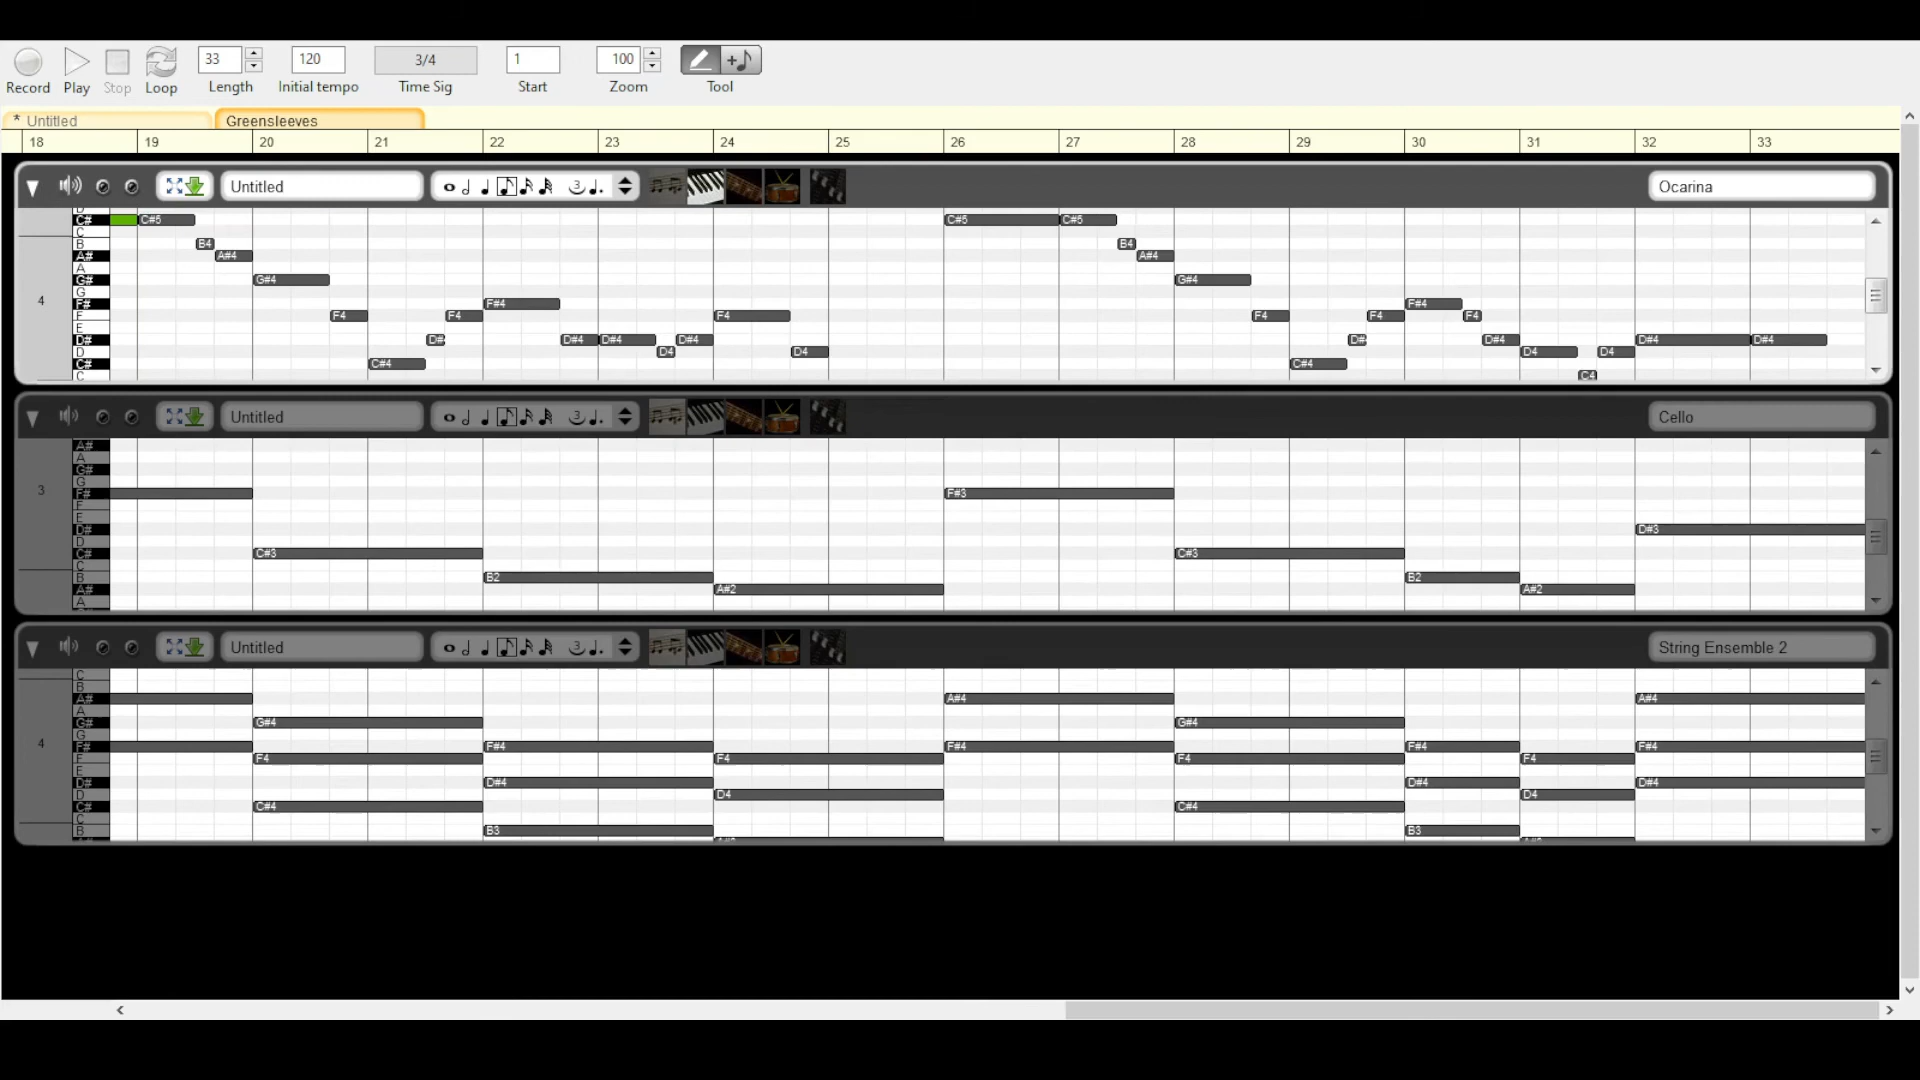 33 120 3/4 1 100
Record Play Stop Loop Length Initial tempo Time Sig Start Zoom Tool
* Untitled Greensleeves
18 19 20 21 22 23 24 25 26 27 28 29 30 31 32 33
Untitled Ocarina
C# C#5 C#5 C#5
C
B B4 B4
A# A#4 A#4
A
G# G#4 G#4
G
4 F# F#4 F#4
F F4 F4 F4 F4 F4 F4
E
D# D# D#4 D#4 D#4 D# D#4 D#4 D#4
D D4 D4 D4 D4
C# C#4 C#4
C C4
Untitled 3 Cello
A#
A
G#
G
3 F# F#3
F
E
D# D#3
D
C# C#3 C#3
C
B B2 B2
A# A#2 A#2
A
Untitled 3 String Ensemble 2
C
B
A# A#4 A#4
A
G# G#4 G#4
G
4 F# F#4 F#4 F#4 F#4
F F4 F4 F4 F4
E
D# D#4 D#4 D#4
D D4 D4
C# C#4 C#4
C
B B3 B3